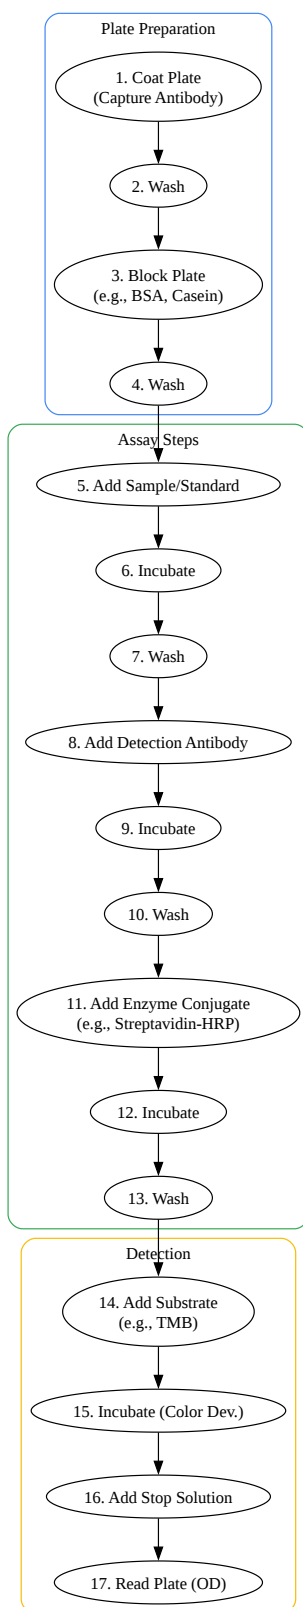 Plate Preparation
1. Coat Plate
(Capture Antibody)
2. Wash
3. Block Plate
(e.g., BSA, Casein)
4. Wash
Assay Steps
5. Add Sample/Standard
6. Incubate
7. Wash
8. Add Detection Antibody
9. Incubate
10. Wash
11. Add Enzyme Conjugate
(e.g., Streptavidin-HRP)
12. Incubate
13. Wash
Detection
14. Add Substrate
(e.g., TMB)
15. Incubate (Color Dev.)
16. Add Stop Solution
17. Read Plate (OD)